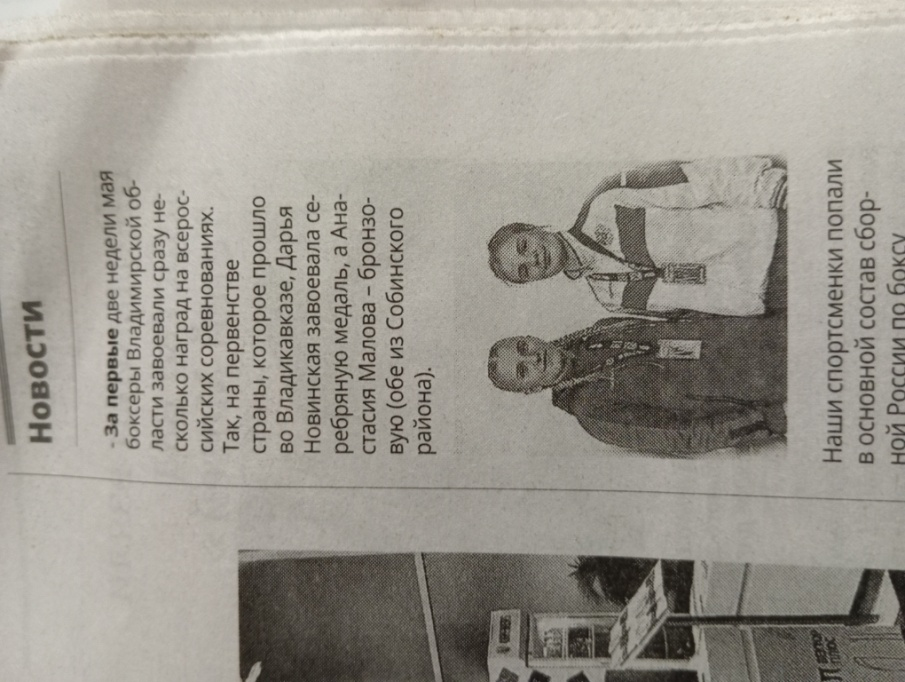 Новости
- За первые две недели мая
боксеры Владимирской об-
ласти завоевали сразу не-
сколько наград на всерос-
сийских соревнованиях.
Так, на первенстве
страны, которое прошло
во Владикавказе, Дарья
Новинская завоевала се-
ребряную медаль, а Ана-
стасия Малова – бронзо-
вую (обе из Собинского
района).
Наши спортсменки попали
в основной состав сбор-
ной России по боксу
ВЕКТОР
ПЛЮС